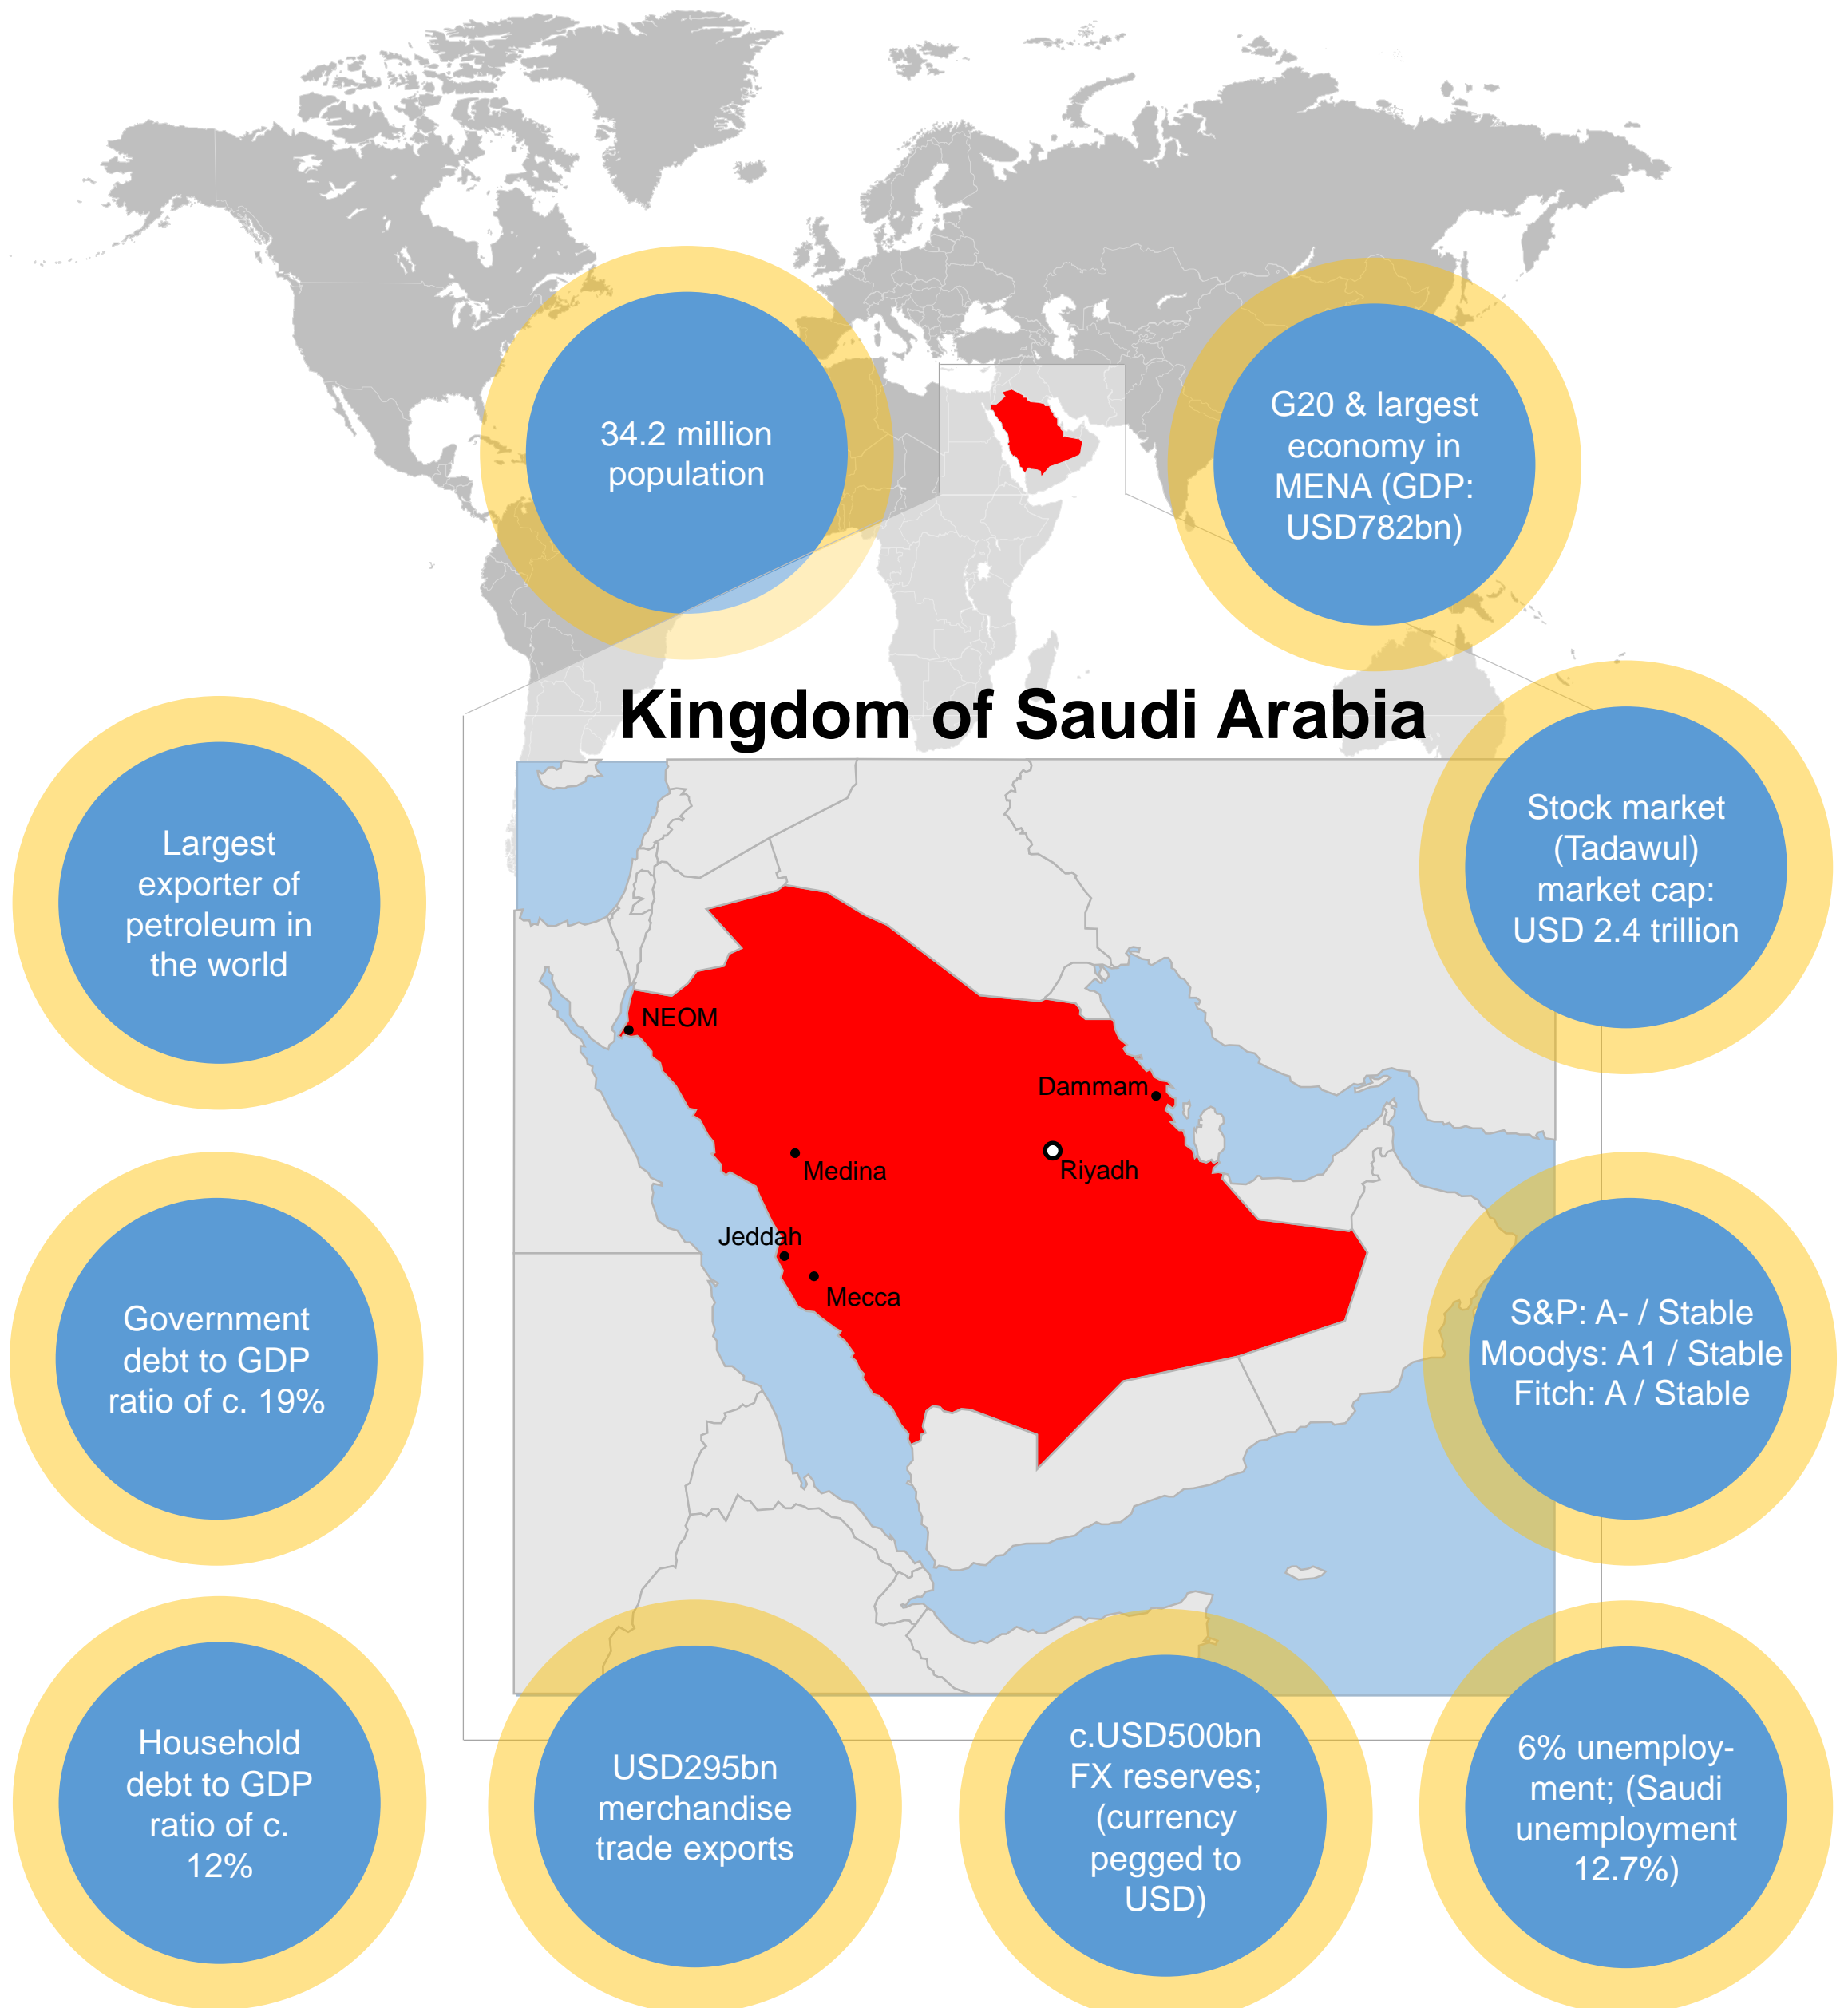 34.2 million
population
G20 & largest
economy in
MENA (GDP:
USD782bn)
Kingdom of Saudi Arabia
Largest
exporter of
petroleum in
the world
Stock market
(Tadawul)
market cap:
USD 2.4 trillion
NEOM
Dammam
Medina
Riyadh
Jeddah
Mecca
Government
debt to GDP
ratio of c. 19%
S&P: A- / Stable
Moodys: A1 / Stable
Fitch: A / Stable
Household
debt to GDP
ratio of c.
12%
USD295bn
merchandise
trade exports
c.USD500bn
FX reserves;
(currency
pegged to
USD)
6% unemploy-
ment; (Saudi
unemployment
12.7%)